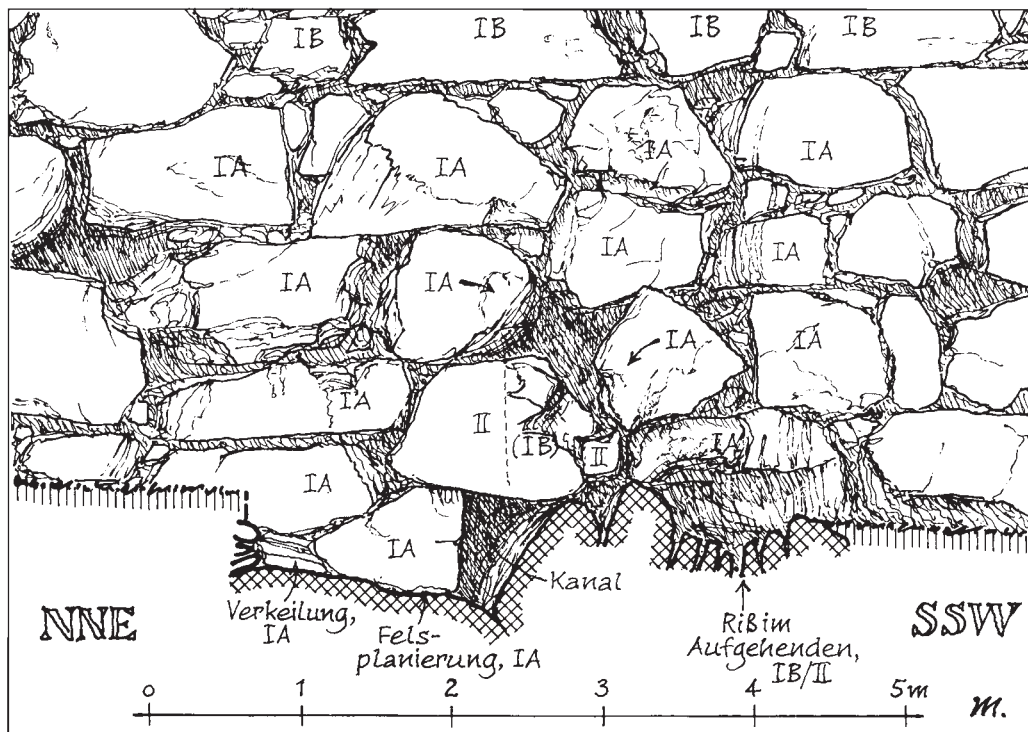 IB IB IB IB
IA IA IA IA
IA IA
IA IA
IA IA
IA II
(IB) II IA
IA
IA
Kanal
Verkeilung,
IA
Fels-
planierung, IA
Riß im
Aufgehenden,
IB/II
NNE SSW
0 1 2 3 4 5m
m.